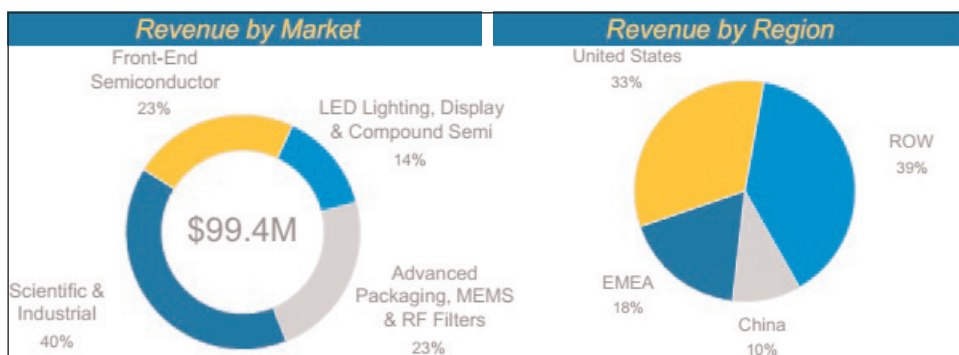 Revenue by Market
Front-End
Semiconductor
23%
LED Lighting, Display
& Compound Semi
14%
$99.4M
Scientific &
Industrial
40%
Advanced
Packaging, MEMS
& RF Filters
23%
Revenue by Region
United States
33%
ROW
39%
EMEA
18%
China
10%